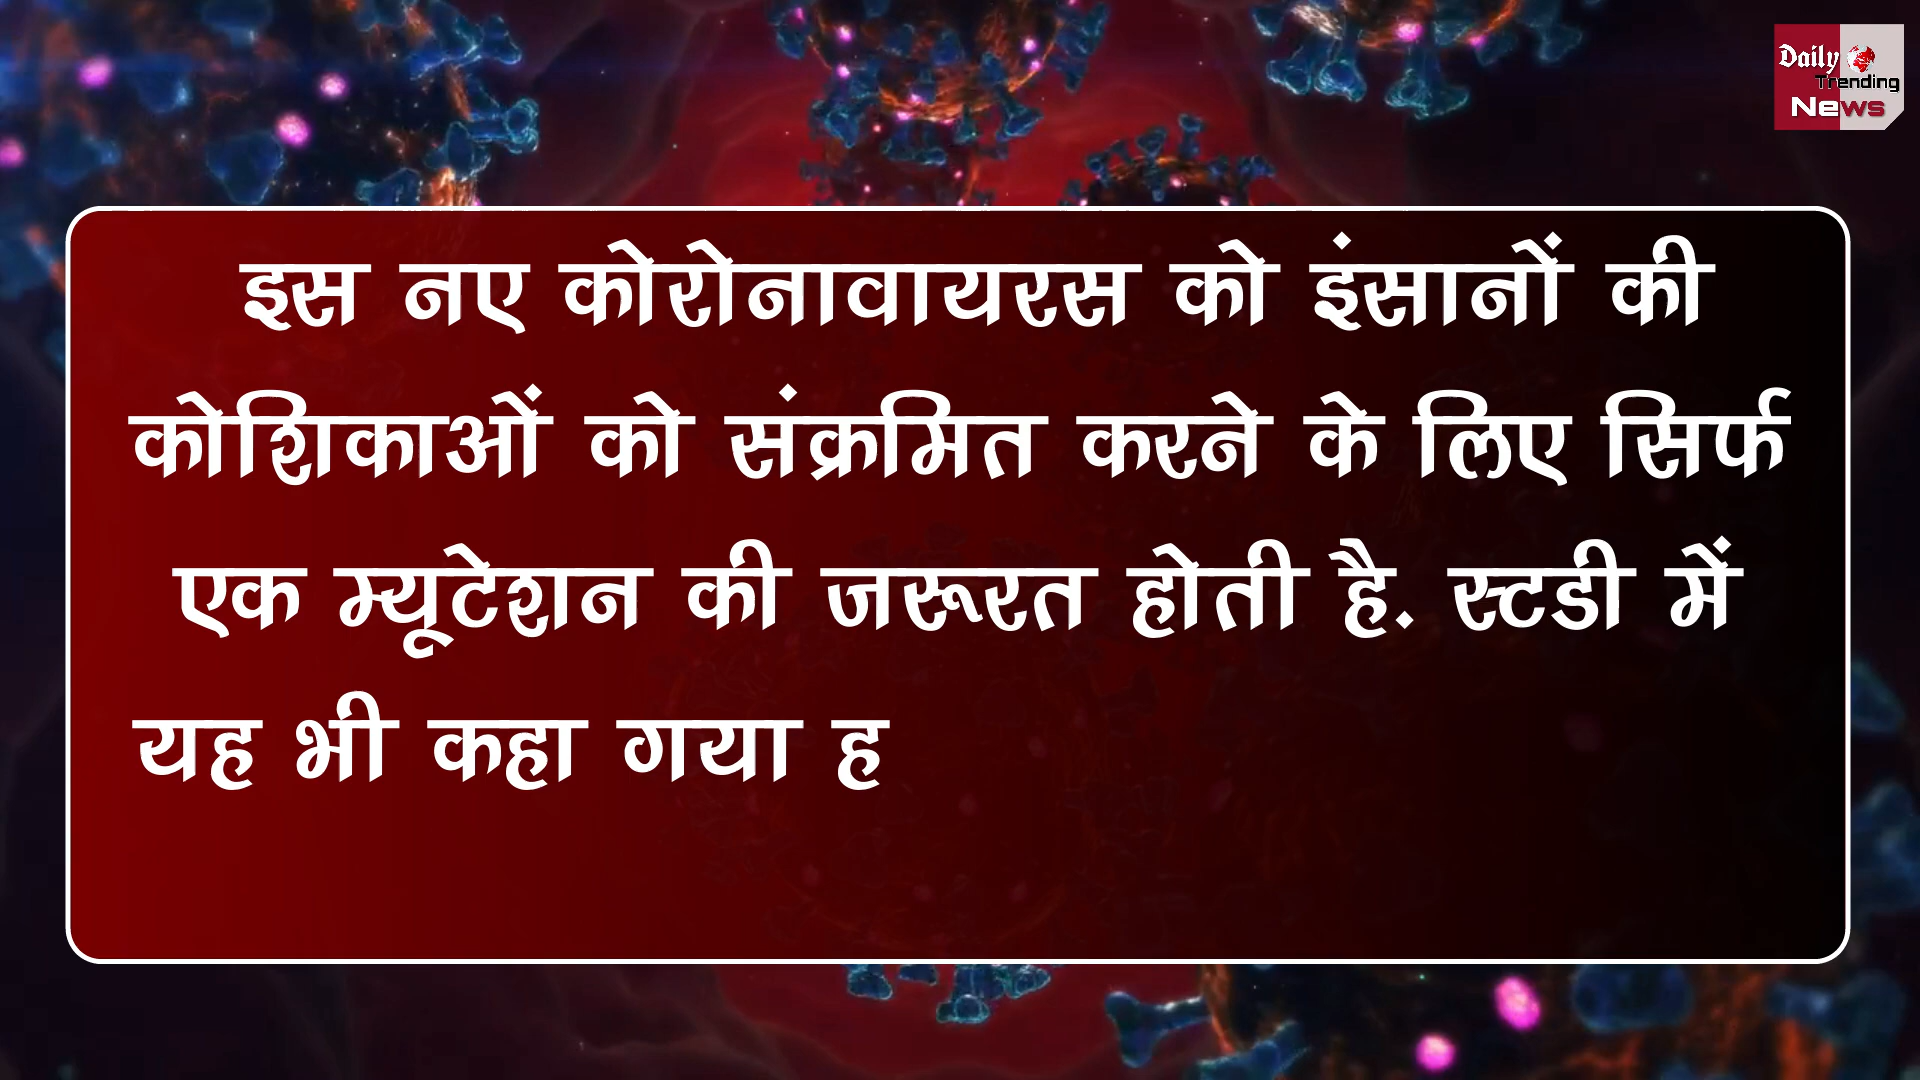 Daily
Trending
News
इस नए कोरोनावायरस को इंसानों की
कोशिकाओं को संक्रमित करने के लिए सिर्फ
एक म्यूटेशन की जरूरत होती है. स्टडी में
यह भी कहा गया ह